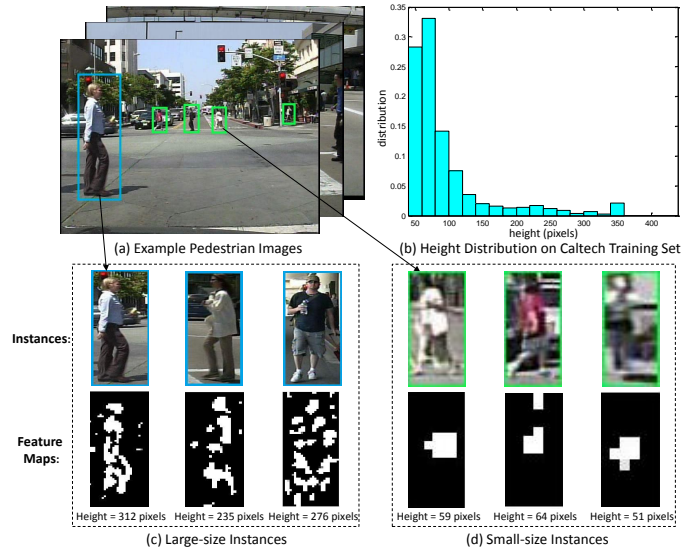 0.35
0.3
0.25
0.2
0.15
0.1
0.05
0
distribution
50 100 150 200 250 300 350 400
height (pixels)
(a) Example Pedestrian Images
(b) Height Distribution on Caltech Training Set
Instances:
Feature
Maps:
Height = 312 pixels
Height = 235 pixels
Height = 276 pixels
Height = 59 pixels
Height = 64 pixels
Height = 51 pixels
(c) Large-size Instances
(d) Small-size Instances